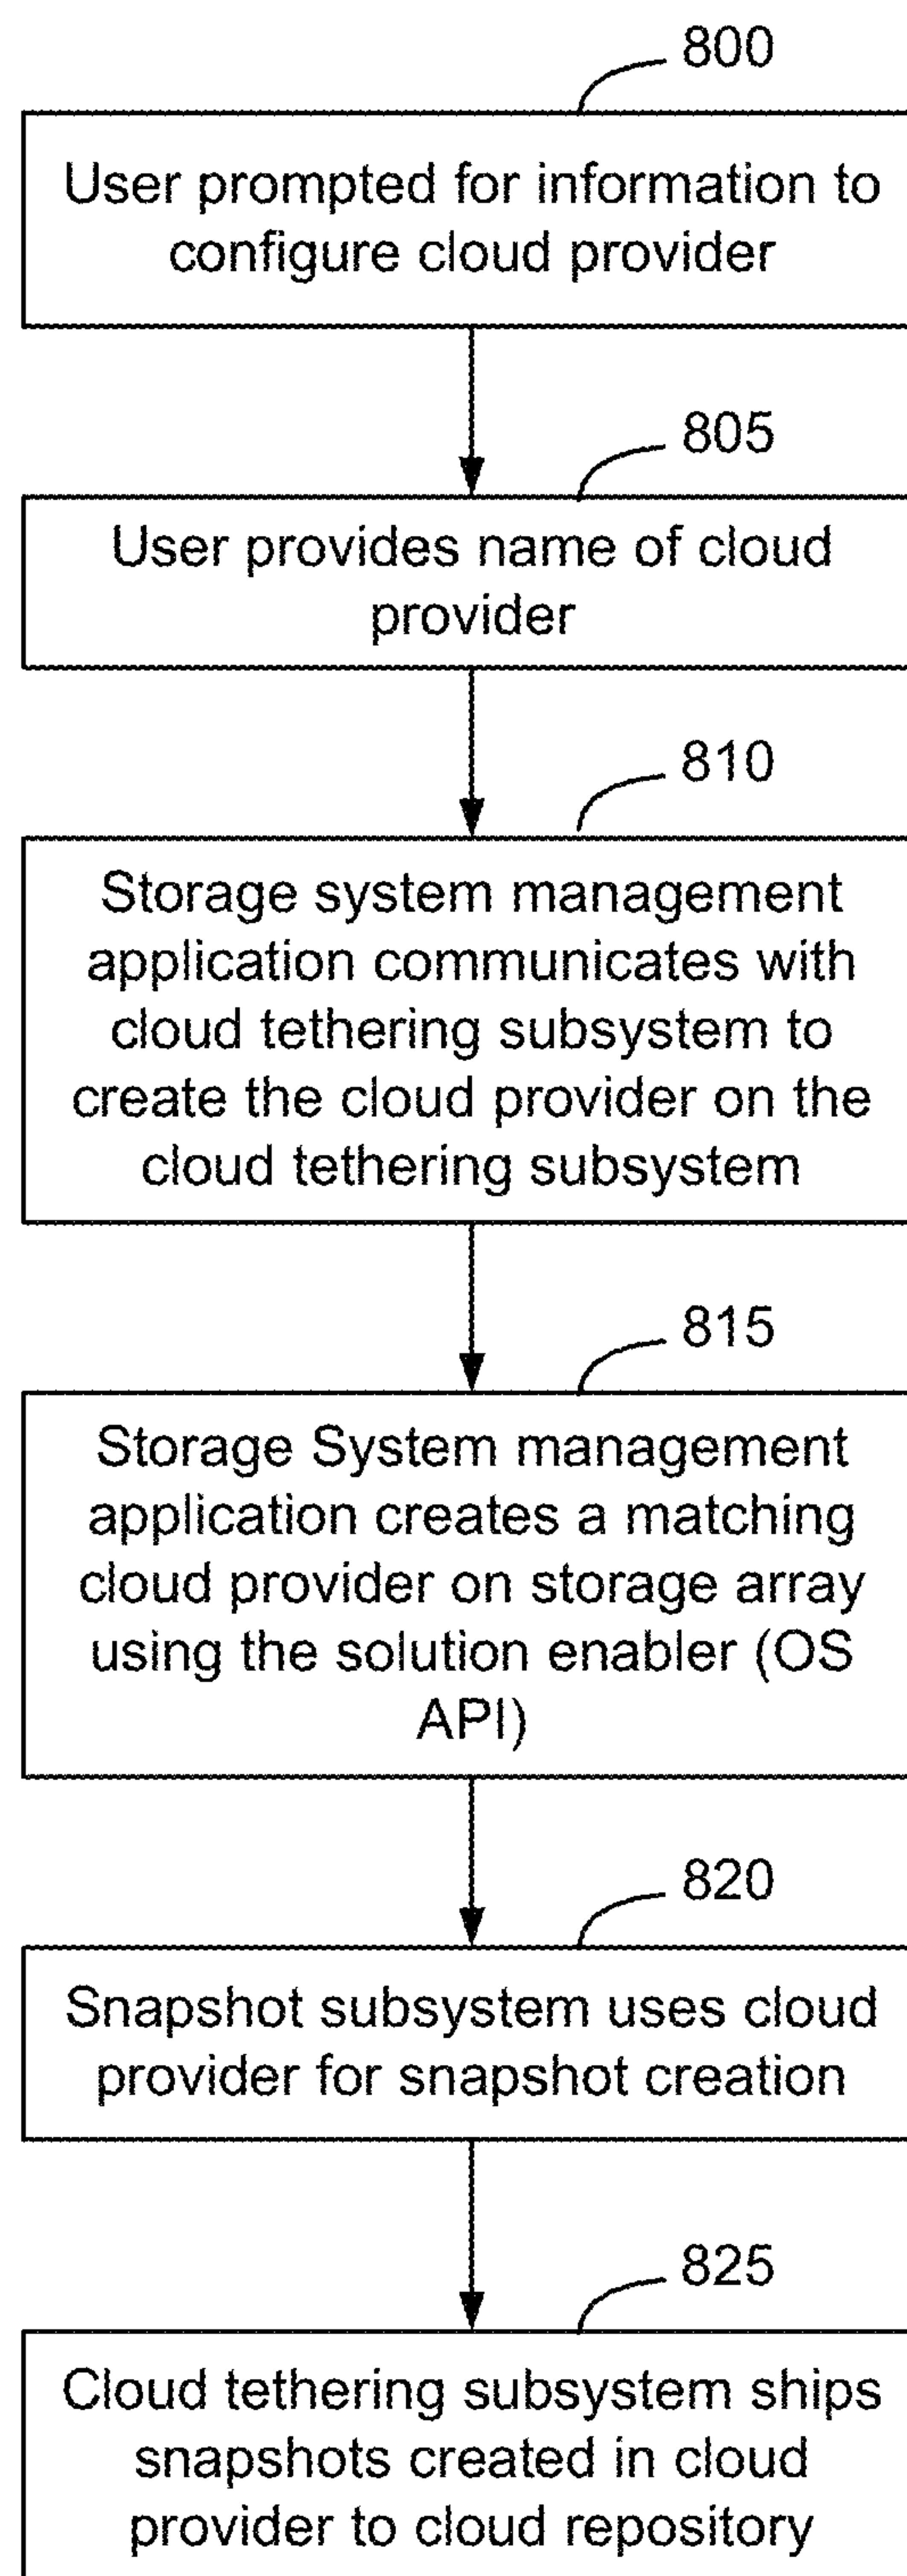 800
User prompted for information to
configure cloud provider
805
User provides name of cloud
provider
810
Storage system management
application communicates with
cloud tethering subsystem to
create the cloud provider on the
cloud tethering subsystem
815
Storage System management
application creates a matching
cloud provider on storage array
using the solution enabler (OS
API)
820
Snapshot subsystem uses cloud
provider for snapshot creation
825
Cloud tethering subsystem ships
snapshots created in cloud
provider to cloud repository